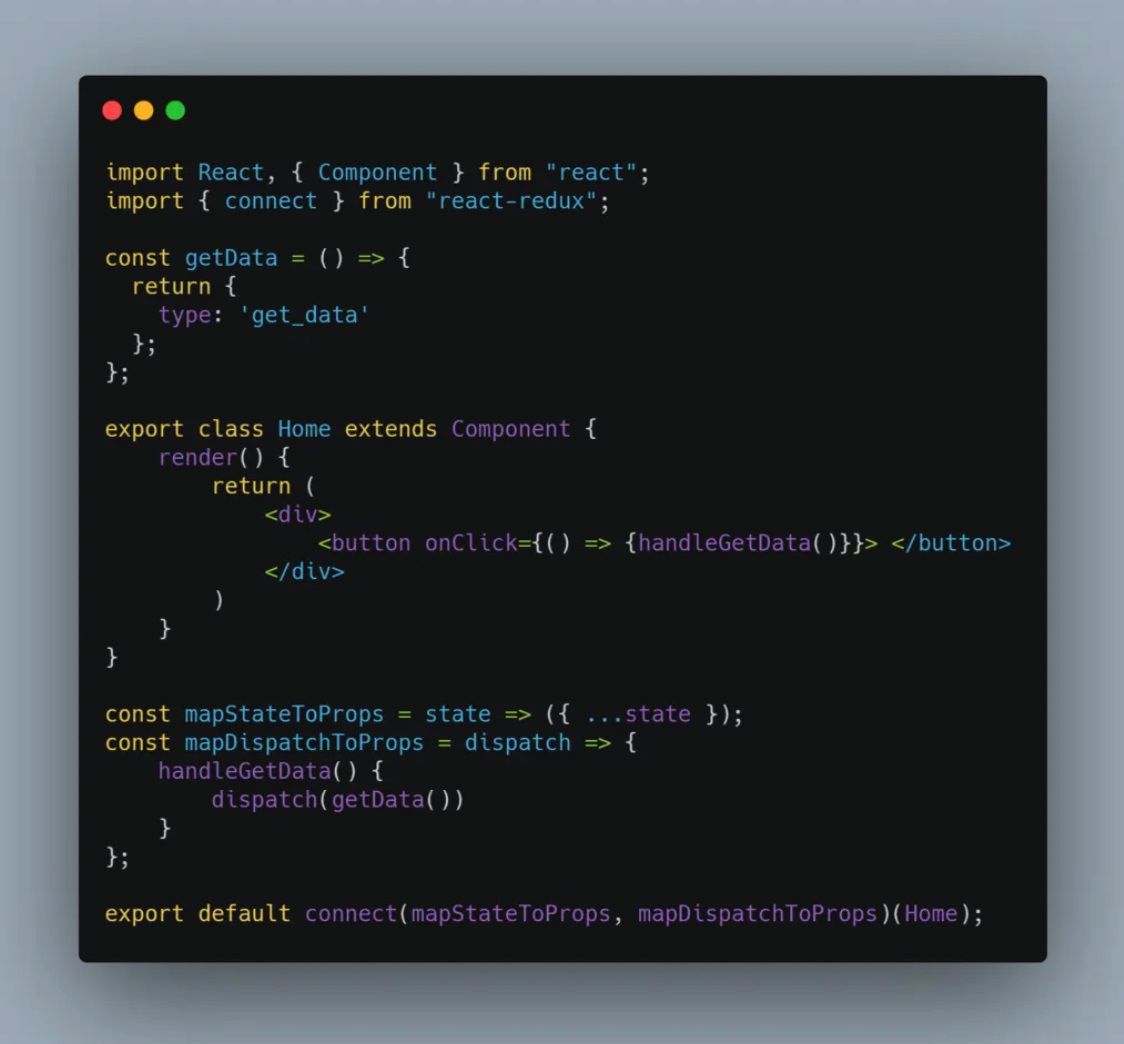 import React, { Component } from "react";
import { connect } from "react-redux";

const getData = () => {
  return {
    type: 'get_data'
  };
};

export class Home extends Component {
    render() {
        return (
            <div>
                <button onClick={() => {handleGetData()}}> </button>
            </div>
        )
    }
}

const mapStateToProps = state => ({ ...state });
const mapDispatchToProps = dispatch => {
    handleGetData() {
        dispatch(getData())
    }
};

export default connect(mapStateToProps, mapDispatchToProps)(Home);